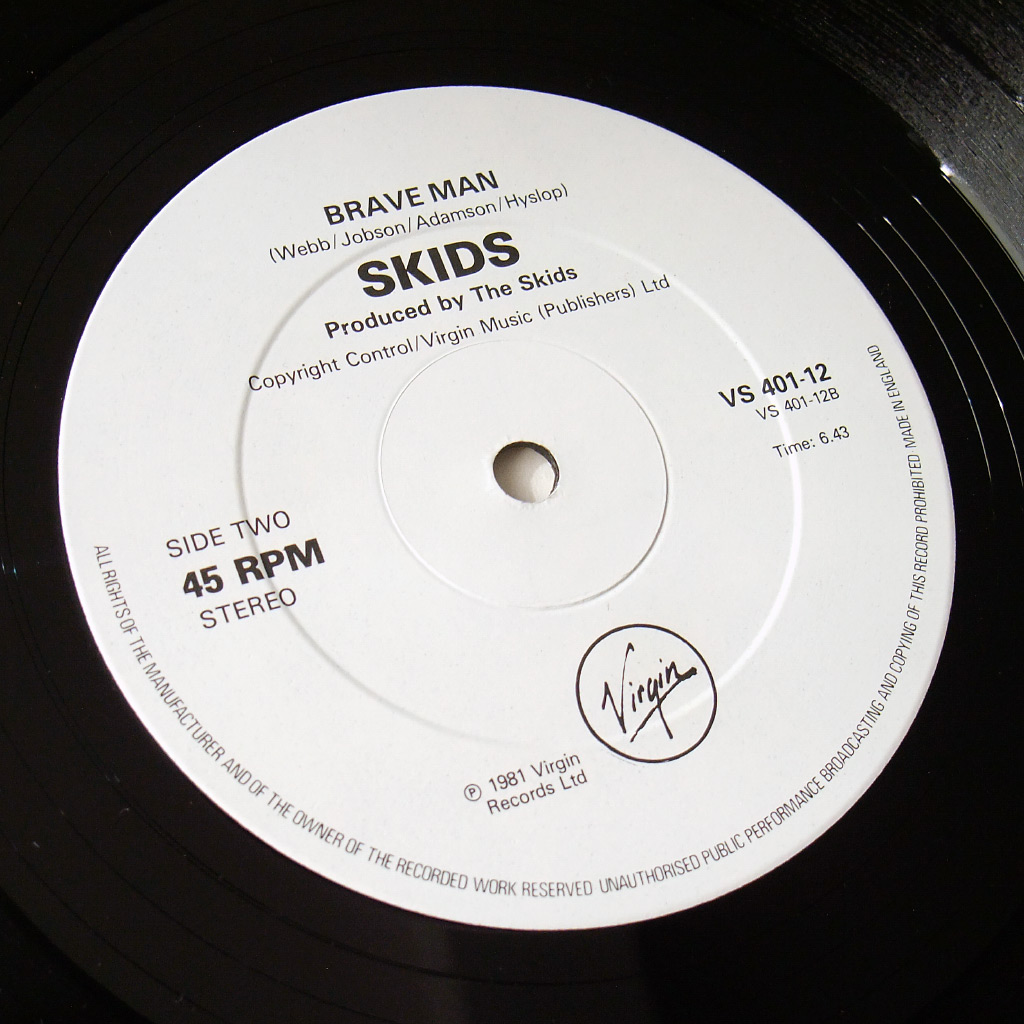 BRAVE MAN
(Webb/Jobson/Adamson/Hyslop)
SKIDS
Produced by The Skids
Copyright Control/Virgin Music (Publishers) Ltd
VS 401-12
VS 401-12B
Time: 6.43
SIDE TWO
45 RPM
STEREO
Virgin
℗ 1981 Virgin
Records Ltd
ALL RIGHTS OF THE MANUFACTURER AND OF THE OWNER OF THE RECORDED WORK RESERVED UNAUTHORISED PUBLIC PERFORMANCE BROADCASTING AND COPYING OF THIS RECORD PROHIBITED MADE IN ENGLAND